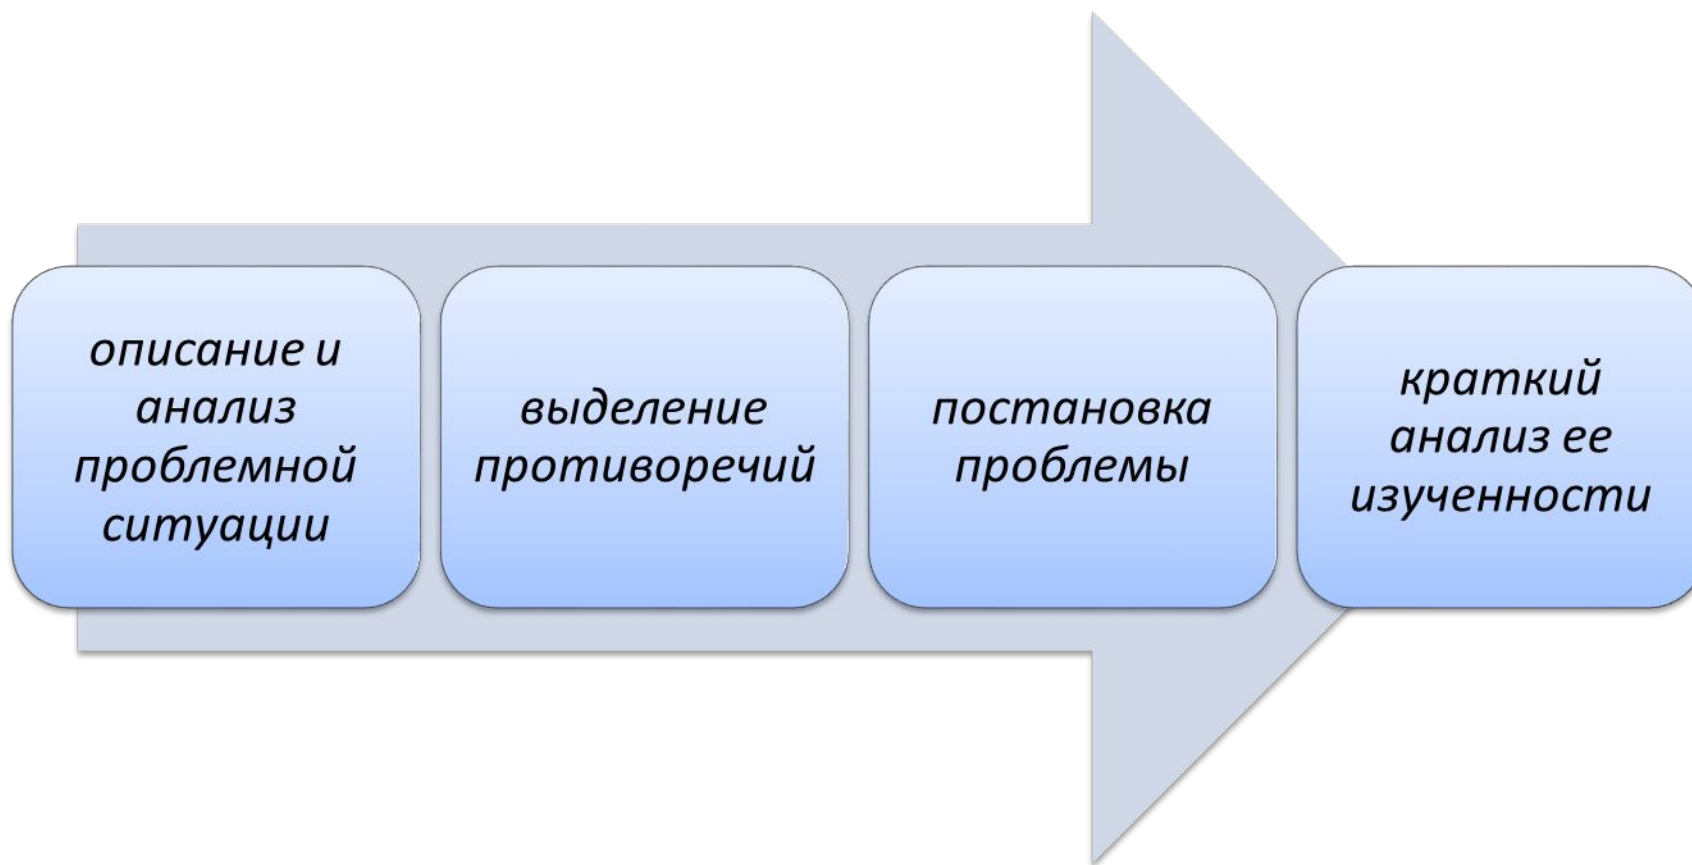 описание и
анализ
проблемной
ситуации
выделение
противоречий
постановка
проблемы
краткий
анализ ее
изученности